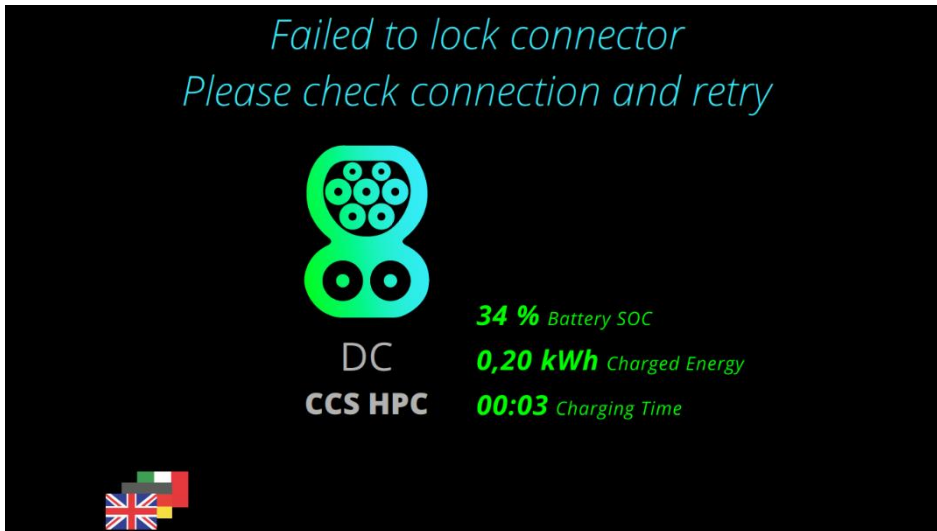 Failed to lock connector
Please check connection and retry
34 % Battery SOC
DC
0,20 kWh Charged Energy
CCS HPC
00:03 Charging Time